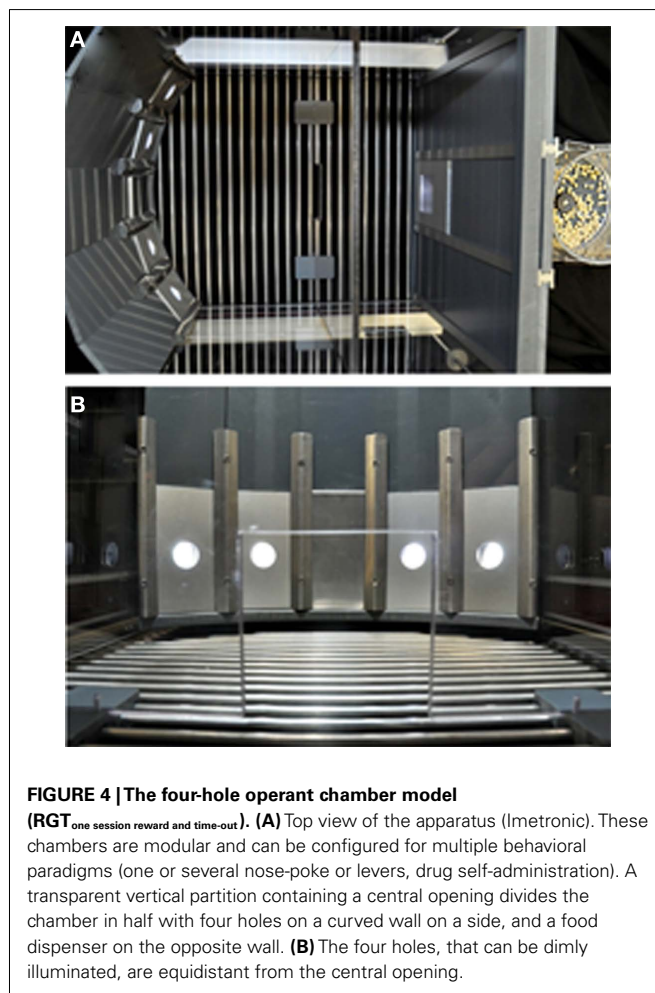 A
B
FIGURE 4 | The four-hole operant chamber model
(RGTone session reward and time-out). (A) Top view of the apparatus (Imetronic). These
chambers are modular and can be configured for multiple behavioral
paradigms (one or several nose-poke or levers, drug self-administration). A
transparent vertical partition containing a central opening divides the
chamber in half with four holes on a curved wall on a side, and a food
dispenser on the opposite wall. (B) The four holes, that can be dimly
illuminated, are equidistant from the central opening.